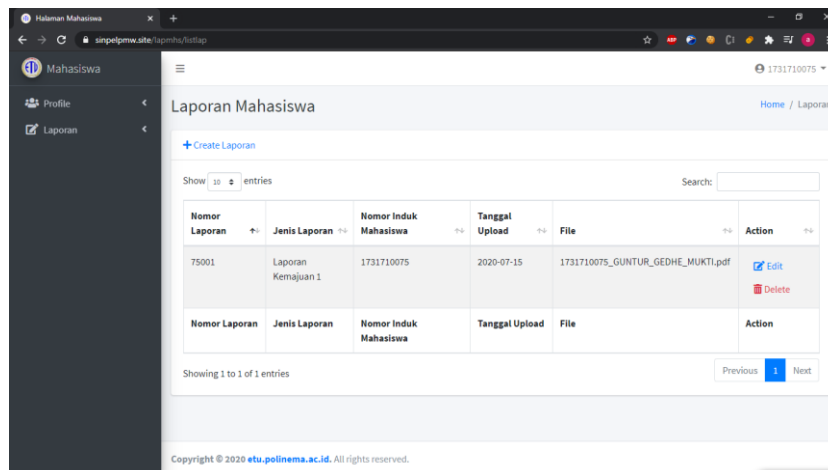 Halaman Mahasiswa
sinpelpmw.site/lapmhs/listlap
ABP
Mahasiswa
1731710075
Profile
Laporan
Laporan Mahasiswa
Home / Laporan
Create Laporan
Show 10 entries
Search:
Nomor Laporan Jenis Laporan Nomor Induk Mahasiswa Tanggal Upload File Action
75001 Laporan Kemajuan 1 1731710075 2020-07-15 1731710075_GUNTUR_GEDHE_MUKTI.pdf Edit
Delete
Nomor Laporan Jenis Laporan Nomor Induk Mahasiswa Tanggal Upload File Action
Showing 1 to 1 of 1 entries
Previous 1 Next
Copyright © 2020 etu.polinema.ac.id. All rights reserved.